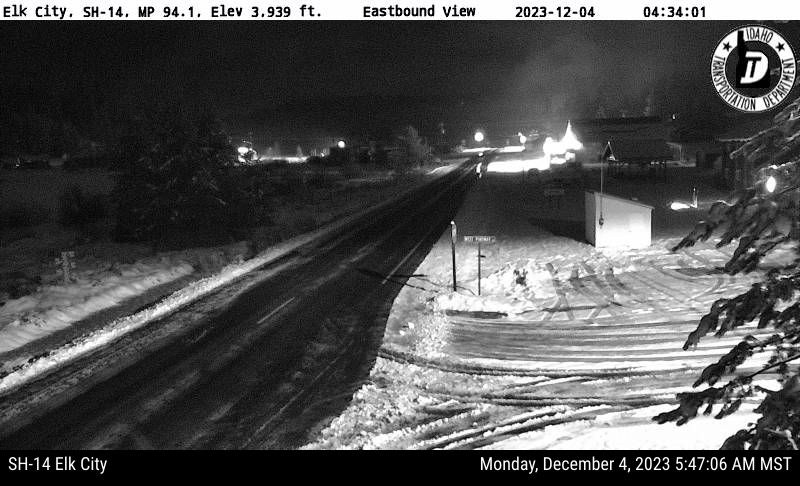 Elk City, SH-14, MP 94.1, Elev 3,939 ft. Eastbound View 2023-12-04 04:34:01
IDAHO
TRANSPORTATION DEPARTMENT
SH-14 Elk City Monday, December 4, 2023 5:47:06 AM MST